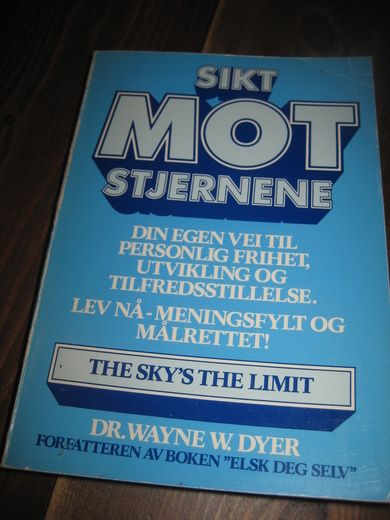 SIKT
MOT
STJERNENE
DIN EGEN VEI TIL
PERSONLIG FRIHET,
UTVIKLING OG
TILFREDSSTILLELSE.
LEV NÅ - MENINGSFYLT OG
MÅLRETTET!
THE SKY'S THE LIMIT
DR. WAYNE W. DYER
FORFATTEREN AV BOKEN "ELSK DEG SELV"